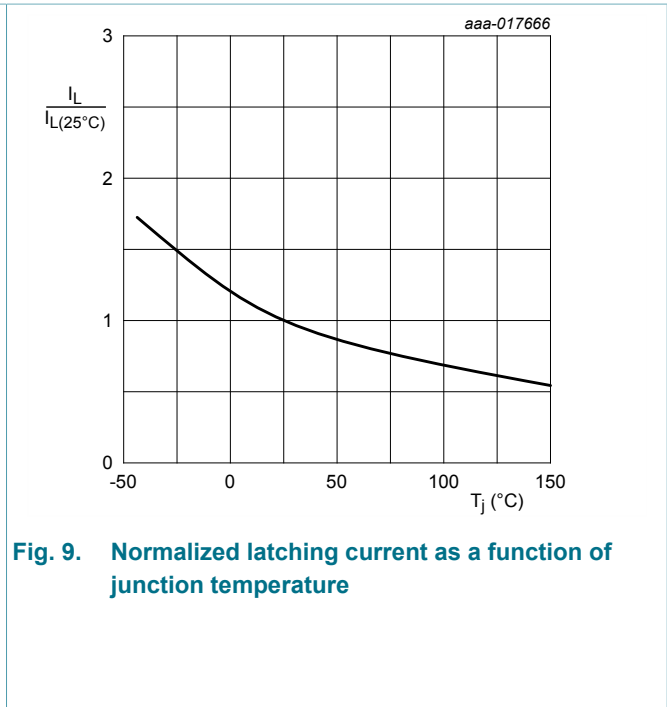 aaa-017666
3
I_L
I_L(25°C)
2
1
0
-50 0 50 100 150
T_j (°C)
Fig. 9. Normalized latching current as a function of
junction temperature